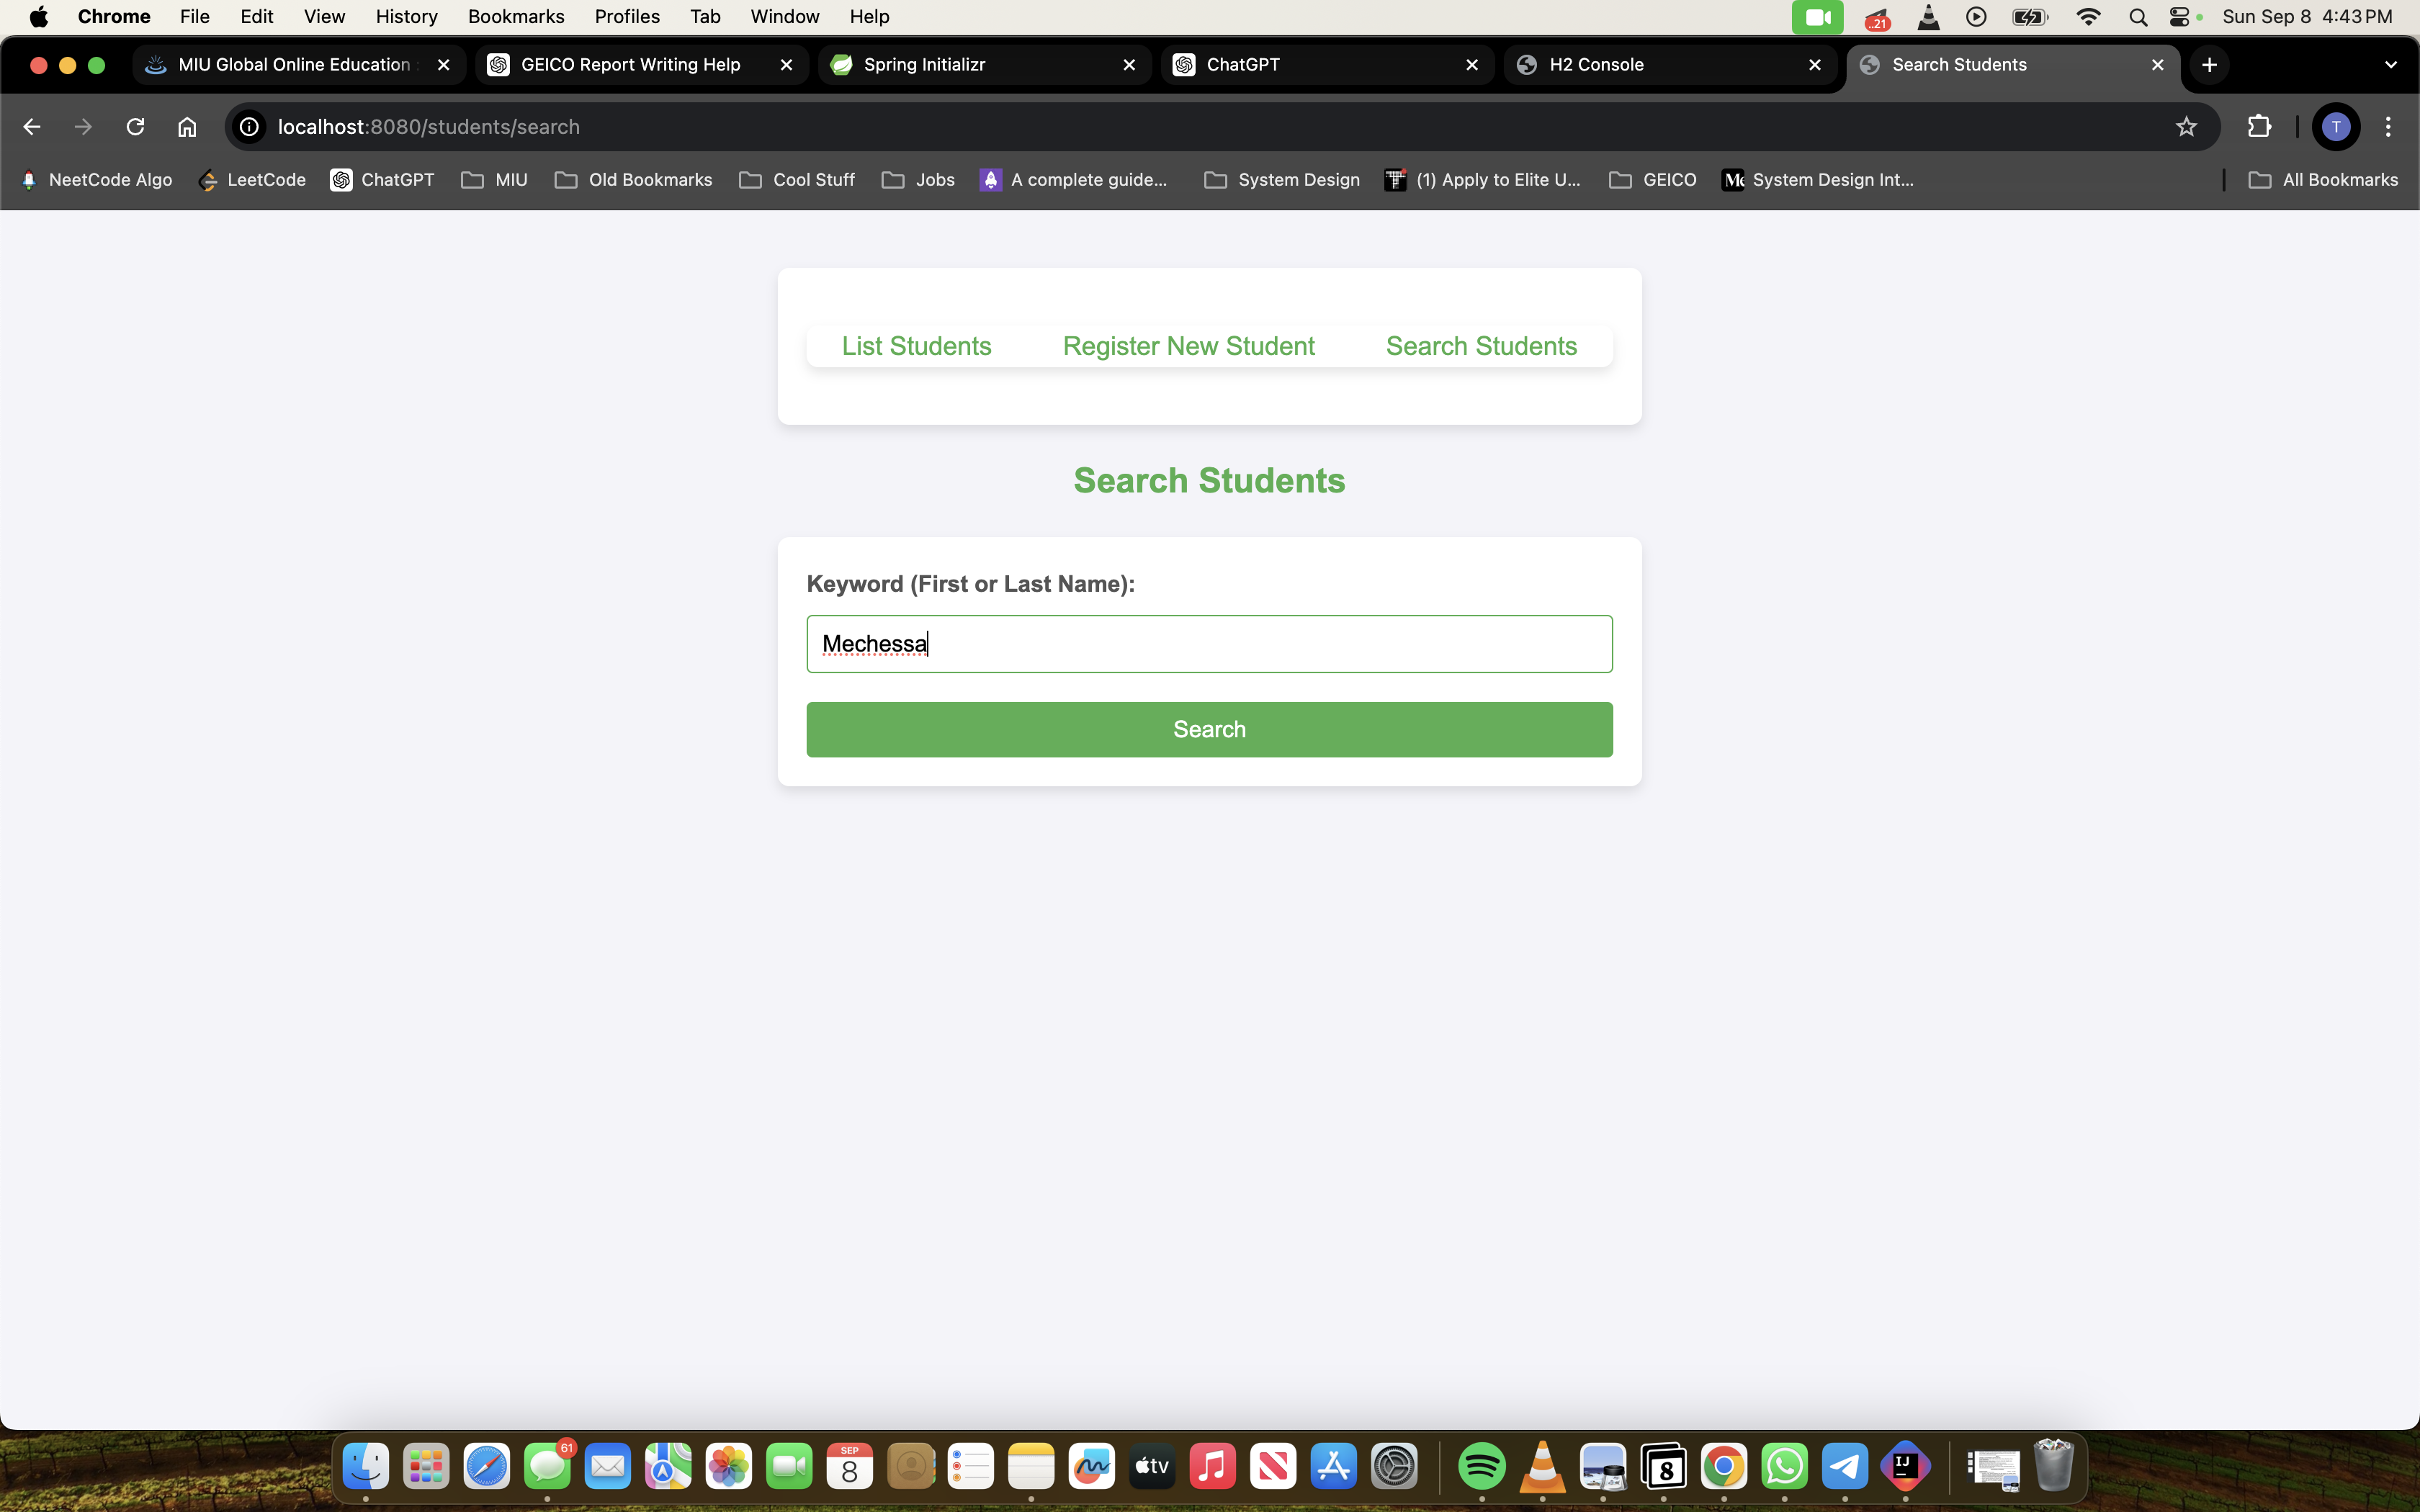 Chrome File Edit View History Bookmarks Profiles Tab Window Help ..21 Sun Sep 8 4:43 PM
MIU Global Online Education GEICO Report Writing Help Spring Initializr ChatGPT H2 Console Search Students
localhost:8080/students/search T
NeetCode Algo LeetCode ChatGPT MIU Old Bookmarks Cool Stuff Jobs A complete guide... System Design (1) Apply to Elite U... GEICO System Design Int... All Bookmarks
List Students Register New Student Search Students
Search Students
Keyword (First or Last Name):
Mechessa
Search
61 SEP 8 tv 8 IJ